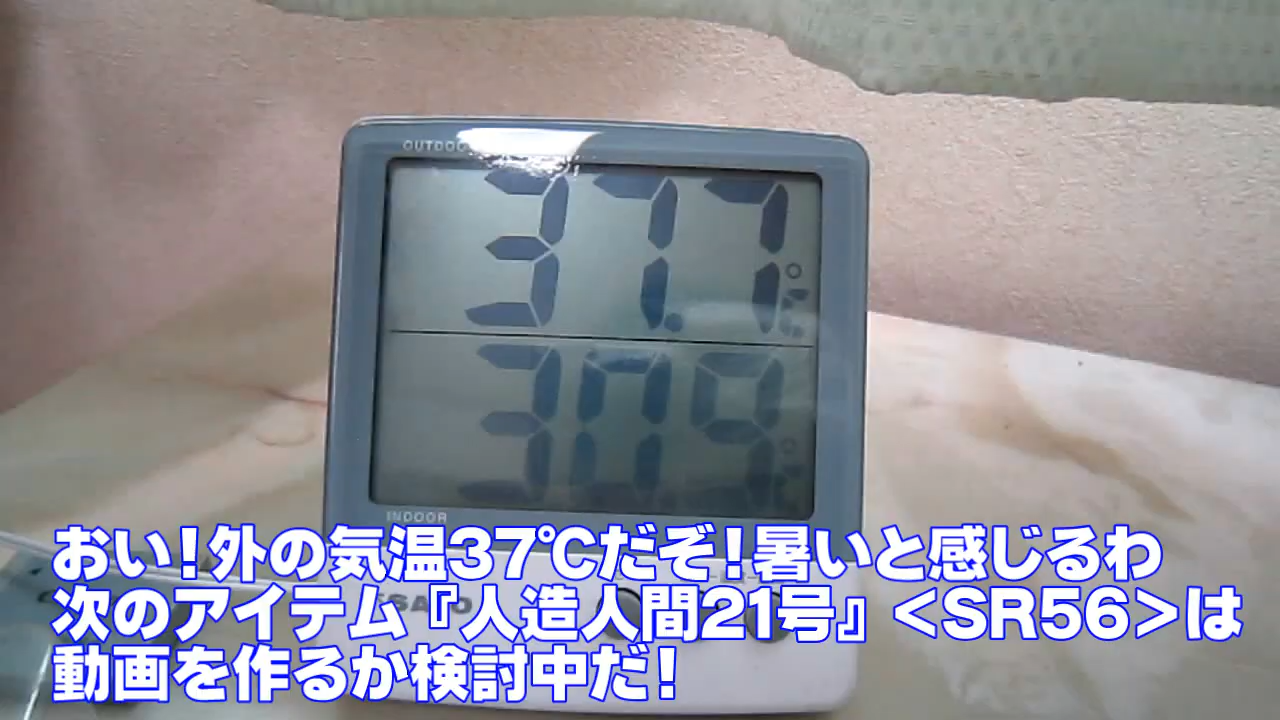 OUTDOOR
37.7
℃
30.9
℃
INDOOR
おい！外の気温37℃だぞ！暑いと感じるわ
次のアイテム『人造人間21号』＜SR56＞は
動画を作るか検討中だ！